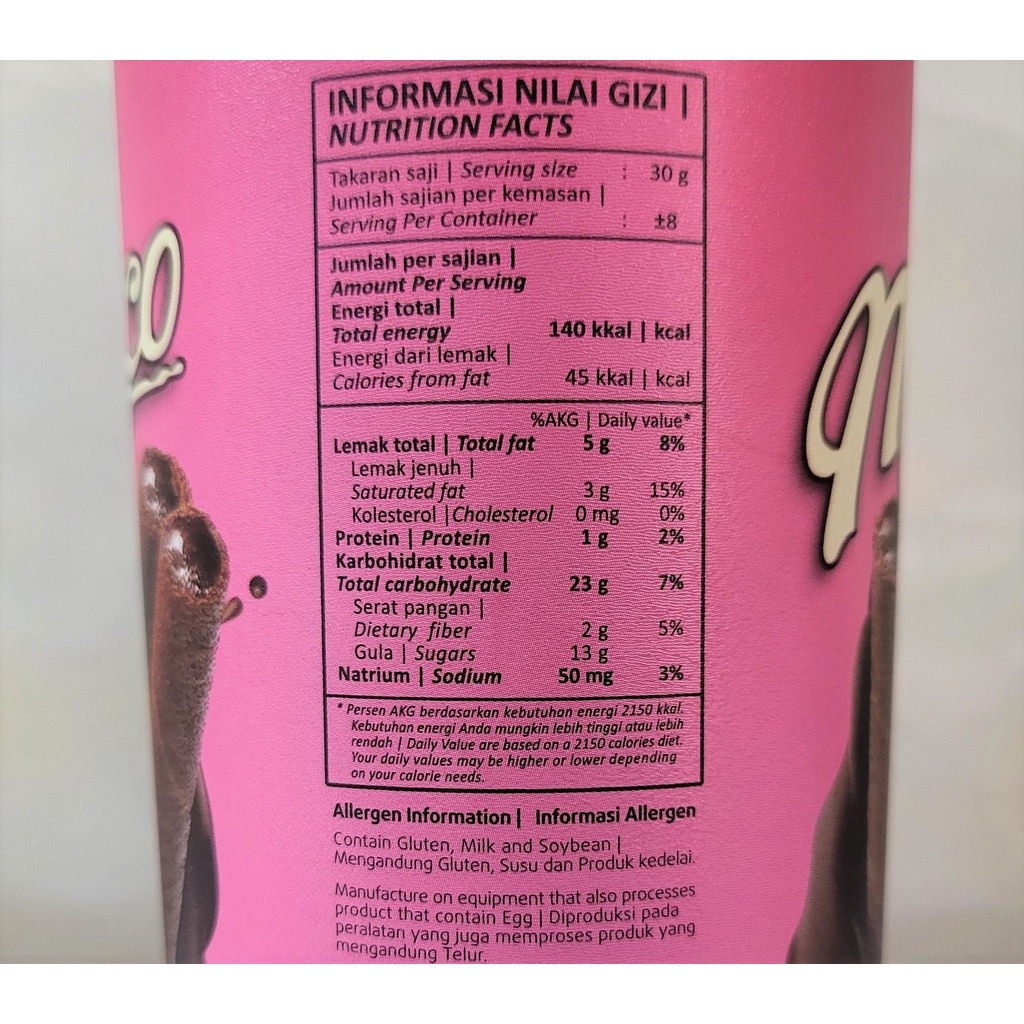 INFORMASI NILAI GIZI |
NUTRITION FACTS
Takaran saji | Serving size : 30 g
Jumlah sajian per kemasan |
Serving Per Container : ±8
Jumlah per sajian |
Amount Per Serving
Energi total |
Total energy 140 kkal | kcal
Energi dari lemak |
Calories from fat 45 kkal | kcal
%AKG | Daily value*
Lemak total | Total fat 5 g 8%
Lemak jenuh |
Saturated fat 3 g 15%
Kolesterol | Cholesterol 0 mg 0%
Protein | Protein 1 g 2%
Karbohidrat total |
Total carbohydrate 23 g 7%
Serat pangan |
Dietary fiber 2 g 5%
Gula | Sugars 13 g
Natrium | Sodium 50 mg 3%
* Persen AKG berdasarkan kebutuhan energi 2150 kkal.
Kebutuhan energi Anda mungkin lebih tinggi atau lebih
rendah | Daily Value are based on a 2150 calories diet.
Your daily values may be higher or lower depending
on your calorie needs.
Allergen Information | Informasi Allergen
Contain Gluten, Milk and Soybean |
Mengandung Gluten, Susu dan Produk kedelai.
Manufacture on equipment that also processes
product that contain Egg | Diproduksi pada
peralatan yang juga memproses produk yang
mengandung Telur.